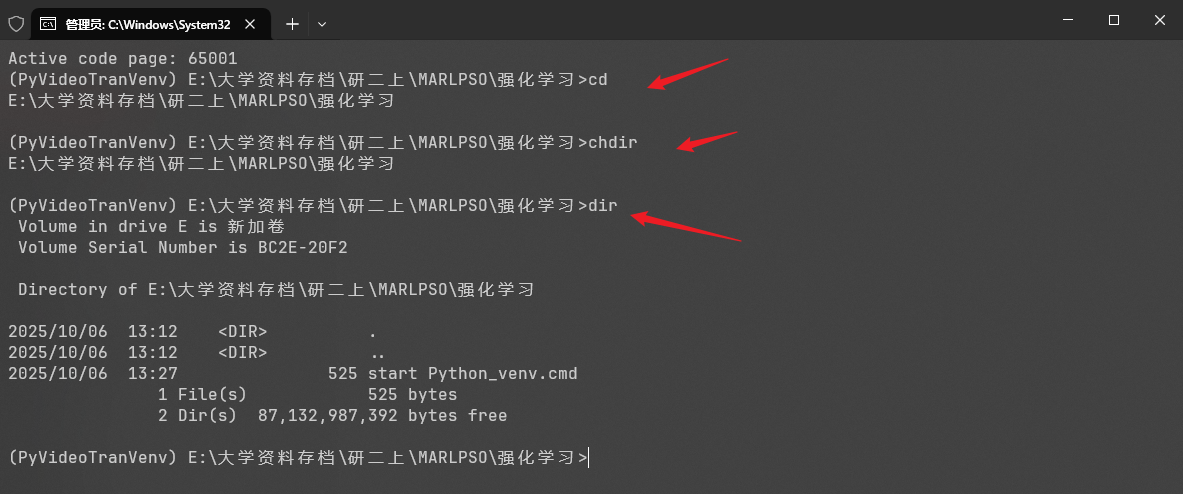 管理员: C:\Windows\System32
Active code page: 65001
(PyVideoTranVenv) E:\大学资料存档\研二上\MARLPSO\强化学习>cd
E:\大学资料存档\研二上\MARLPSO\强化学习
(PyVideoTranVenv) E:\大学资料存档\研二上\MARLPSO\强化学习>chdir
E:\大学资料存档\研二上\MARLPSO\强化学习
(PyVideoTranVenv) E:\大学资料存档\研二上\MARLPSO\强化学习>dir
Volume in drive E is 新加卷
Volume Serial Number is BC2E-20F2
Directory of E:\大学资料存档\研二上\MARLPSO\强化学习
2025/10/06  13:12    <DIR>          .
2025/10/06  13:12    <DIR>          ..
2025/10/06  13:27               525 start Python_venv.cmd
1 File(s)            525 bytes
2 Dir(s)  87,132,987,392 bytes free
(PyVideoTranVenv) E:\大学资料存档\研二上\MARLPSO\强化学习>